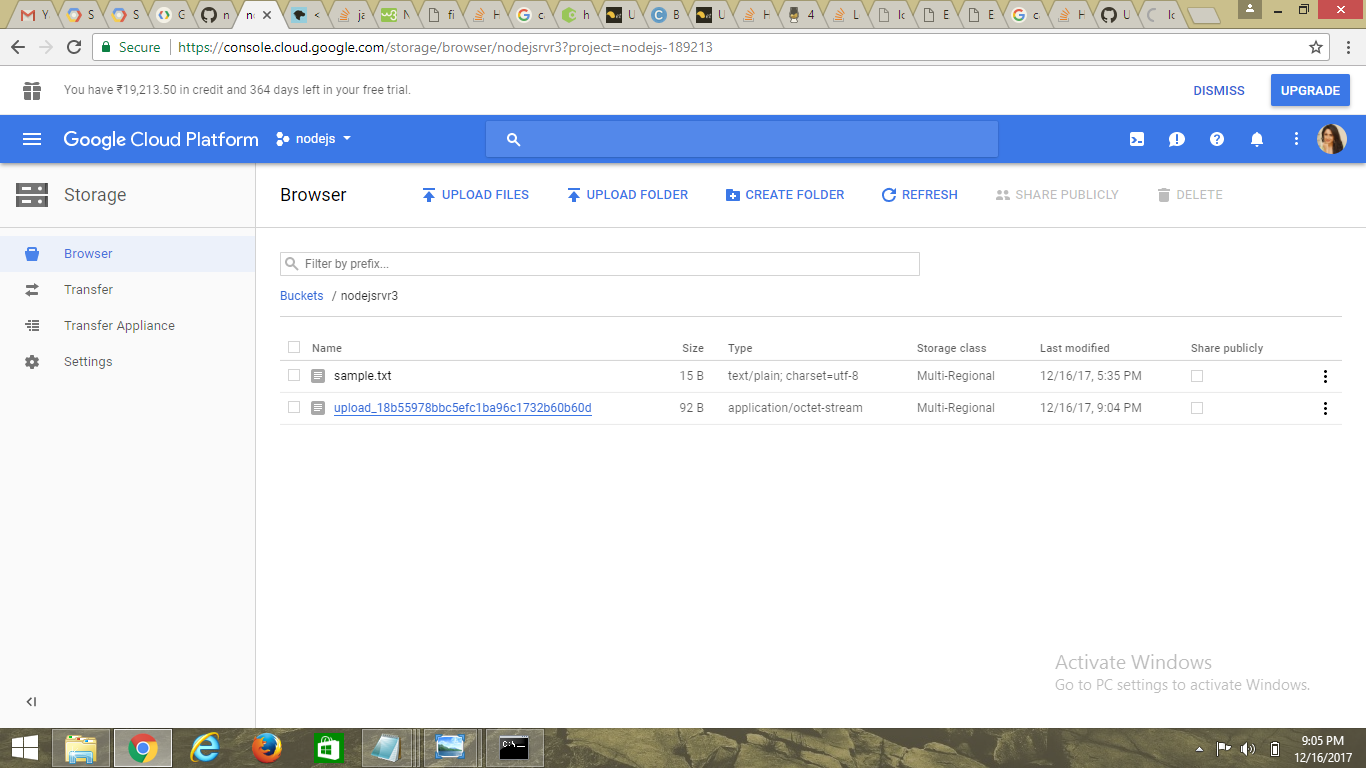 Secure https://console.cloud.google.com/storage/browser/nodejsrvr3?project=nodejs-189213
You have ₹19,213.50 in credit and 364 days left in your free trial.
DISMISS
UPGRADE
Google Cloud Platform
nodejs
Storage
Browser
UPLOAD FILES
UPLOAD FOLDER
CREATE FOLDER
REFRESH
SHARE PUBLICLY
DELETE
Browser
Transfer
Transfer Appliance
Settings
Filter by prefix...
Buckets / nodejsrvr3
Name Size Type Storage class Last modified Share publicly
sample.txt 15 B text/plain; charset=utf-8 Multi-Regional 12/16/17, 5:35 PM
upload_18b55978bbc5efc1ba96c1732b60b60d 92 B application/octet-stream Multi-Regional 12/16/17, 9:04 PM
Activate Windows
Go to PC settings to activate Windows.
9:05 PM
12/16/2017